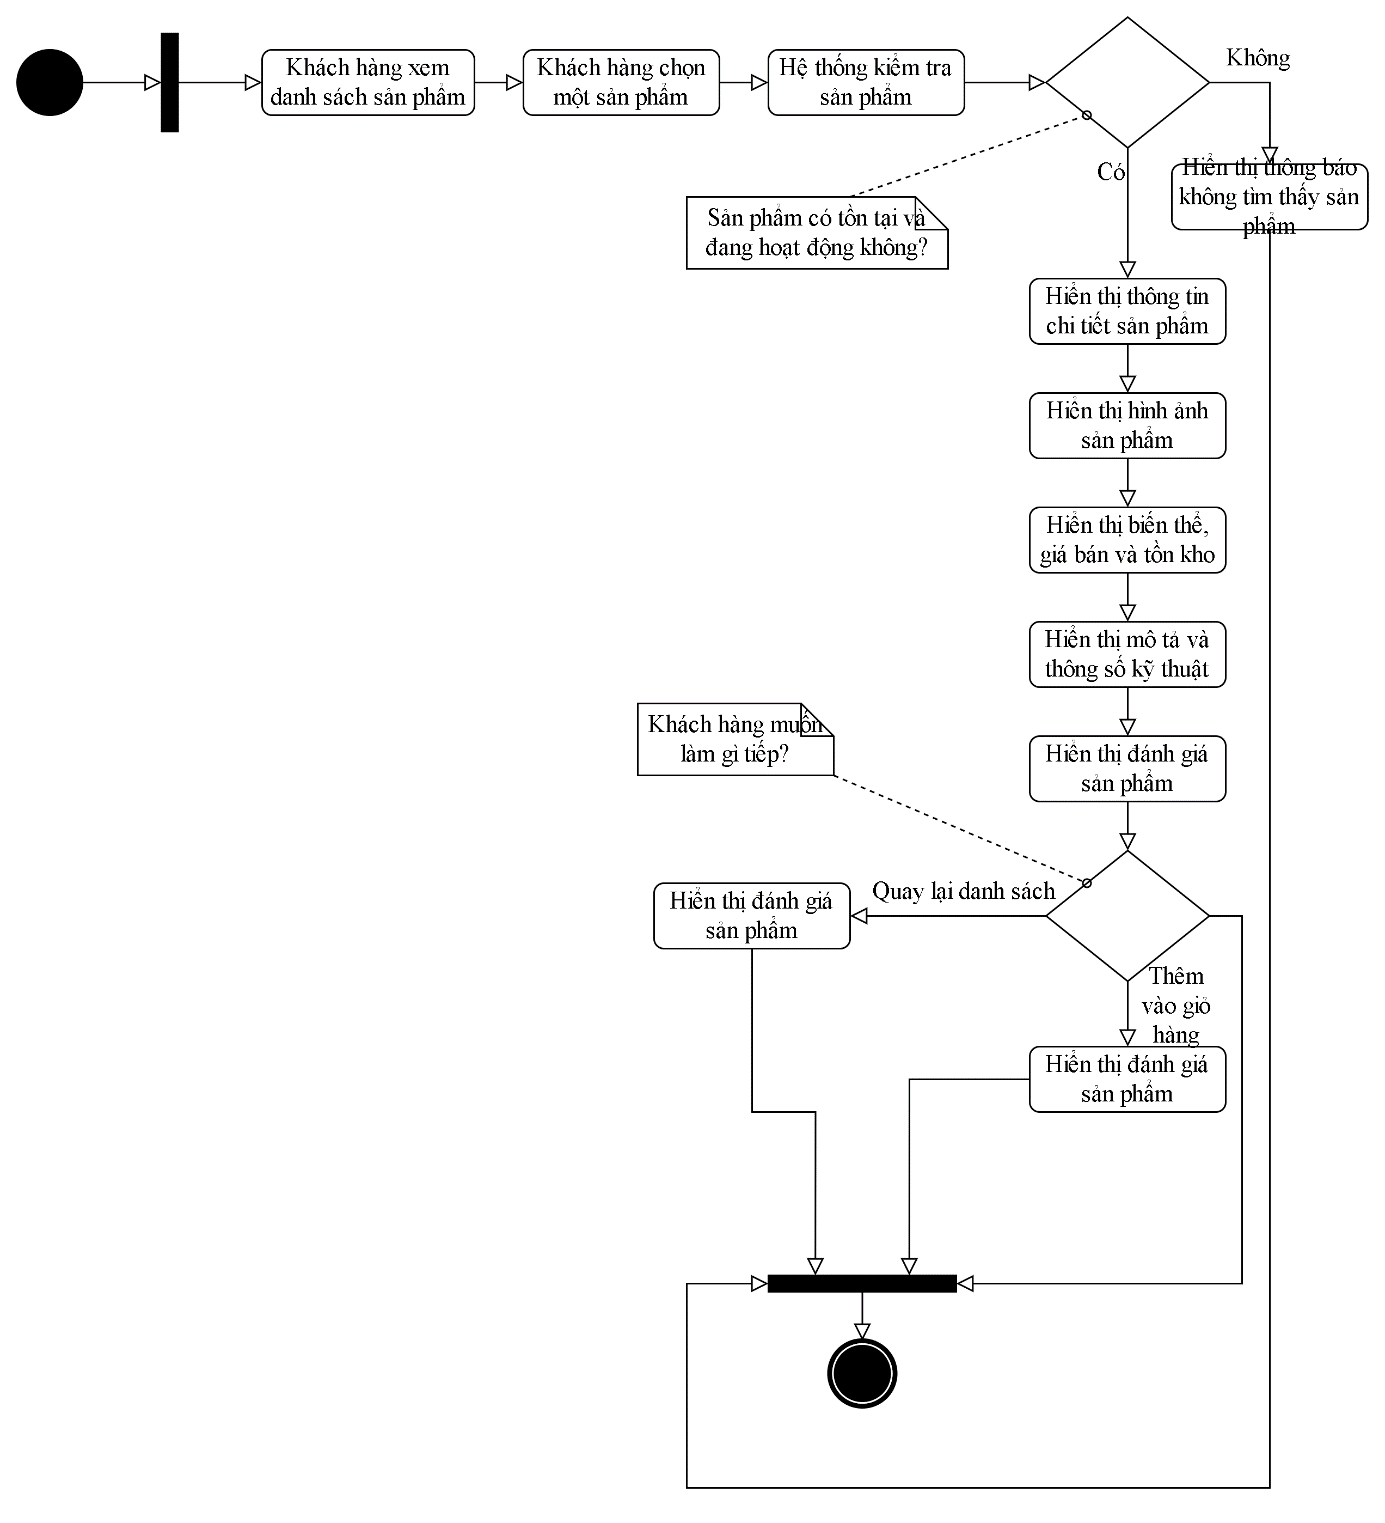 Khách hàng xem
danh sách sản phẩm
Khách hàng chọn
một sản phẩm
Hệ thống kiểm tra
sản phẩm
Không
Có
Hiển thị thông báo
không tìm thấy sản
phẩm
Sản phẩm có tồn tại và
đang hoạt động không?
Hiển thị thông tin
chi tiết sản phẩm
Hiển thị hình ảnh
sản phẩm
Hiển thị biến thể,
giá bán và tồn kho
Hiển thị mô tả và
thông số kỹ thuật
Khách hàng muốn
làm gì tiếp?
Hiển thị đánh giá
sản phẩm
Quay lại danh sách
Hiển thị đánh giá
sản phẩm
Thêm
vào giỏ
hàng
Hiển thị đánh giá
sản phẩm